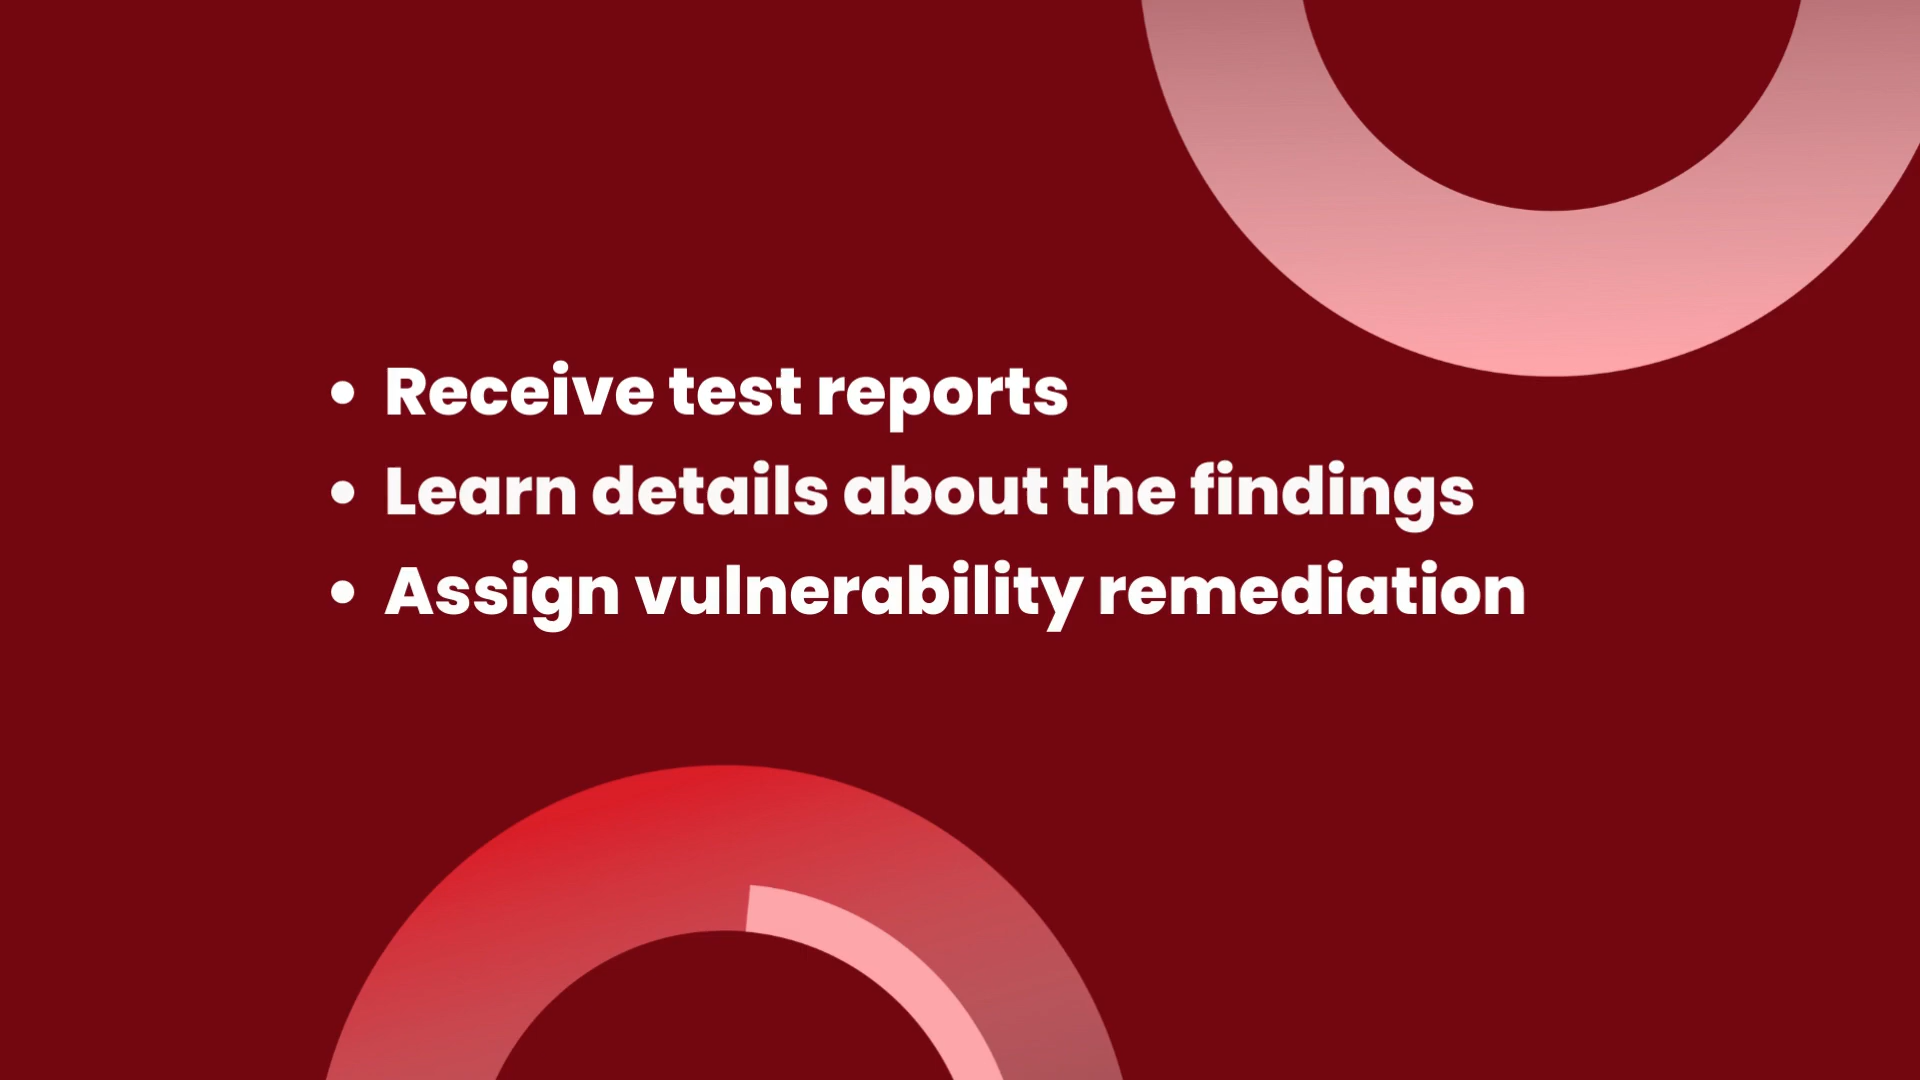 • Receive test reports
• Learn details about the findings
• Assign vulnerability remediation